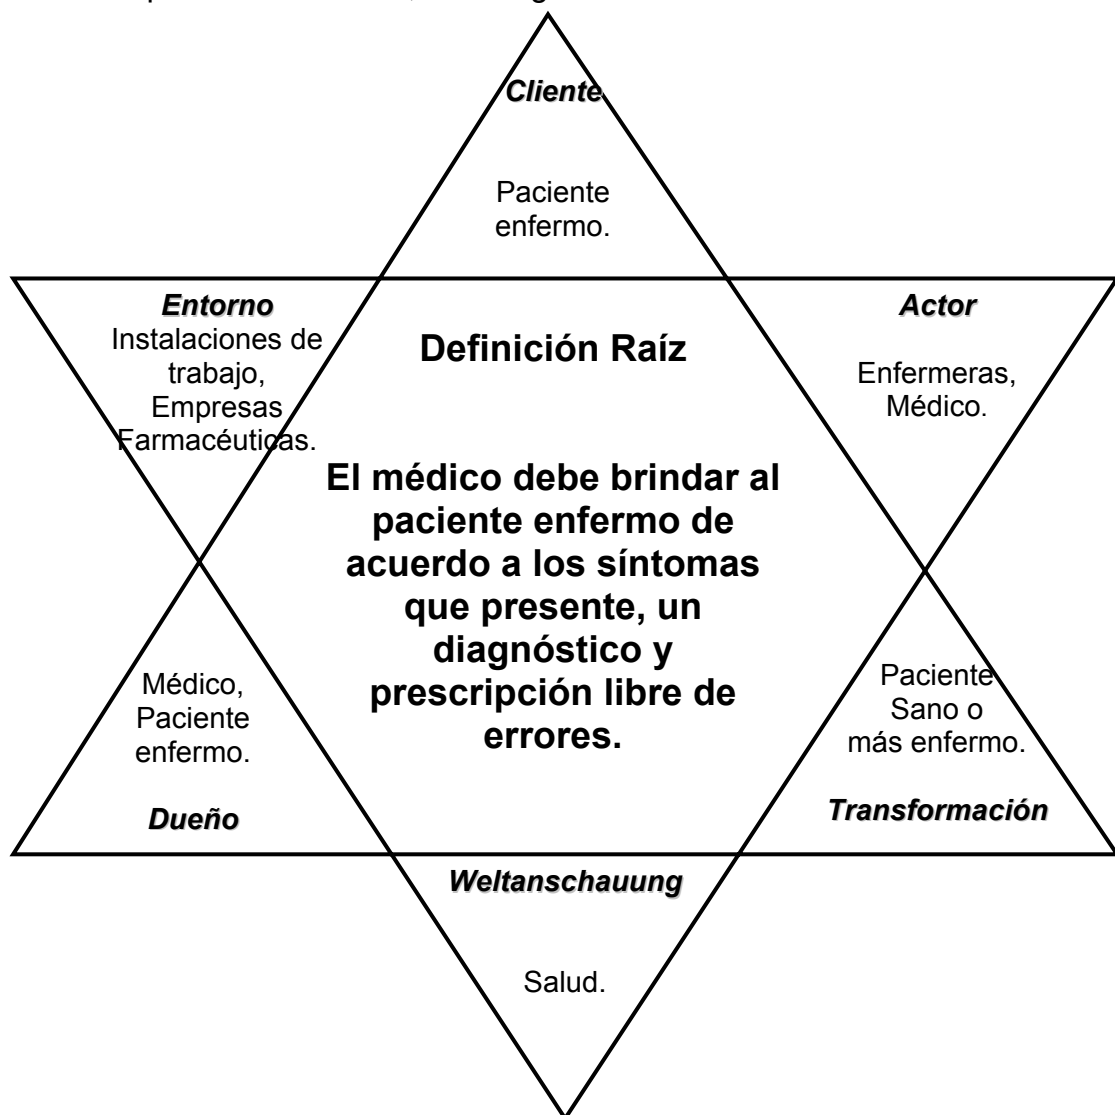 Cliente
Paciente
enfermo.
Entorno
Instalaciones de
trabajo,
Empresas
Farmacéuticas.
Actor
Enfermeras,
Médico.
Definición Raíz
El médico debe brindar al
paciente enfermo de
acuerdo a los síntomas
que presente, un
diagnóstico y
prescripción libre de
errores.
Médico,
Paciente
enfermo.
Dueño
Paciente
Sano o
más enfermo.
Transformación
Weltanschauung
Salud.